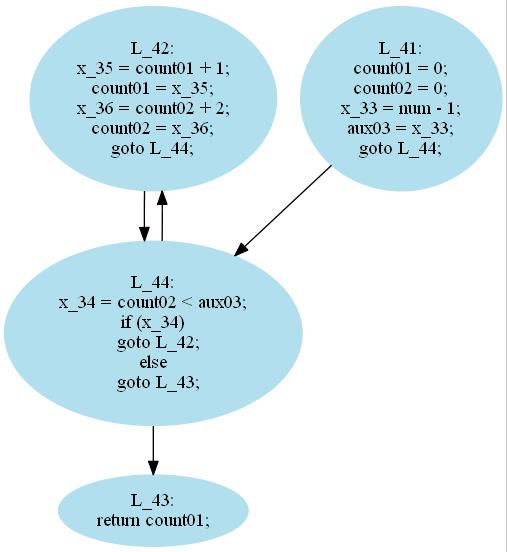 L_42:
x_35 = count01 + 1;
count01 = x_35;
x_36 = count02 + 2;
count02 = x_36;
goto L_44;
L_41:
count01 = 0;
count02 = 0;
x_33 = num - 1;
aux03 = x_33;
goto L_44;
L_44:
x_34 = count02 < aux03;
if (x_34)
goto L_42;
else
goto L_43;
L_43:
return count01;